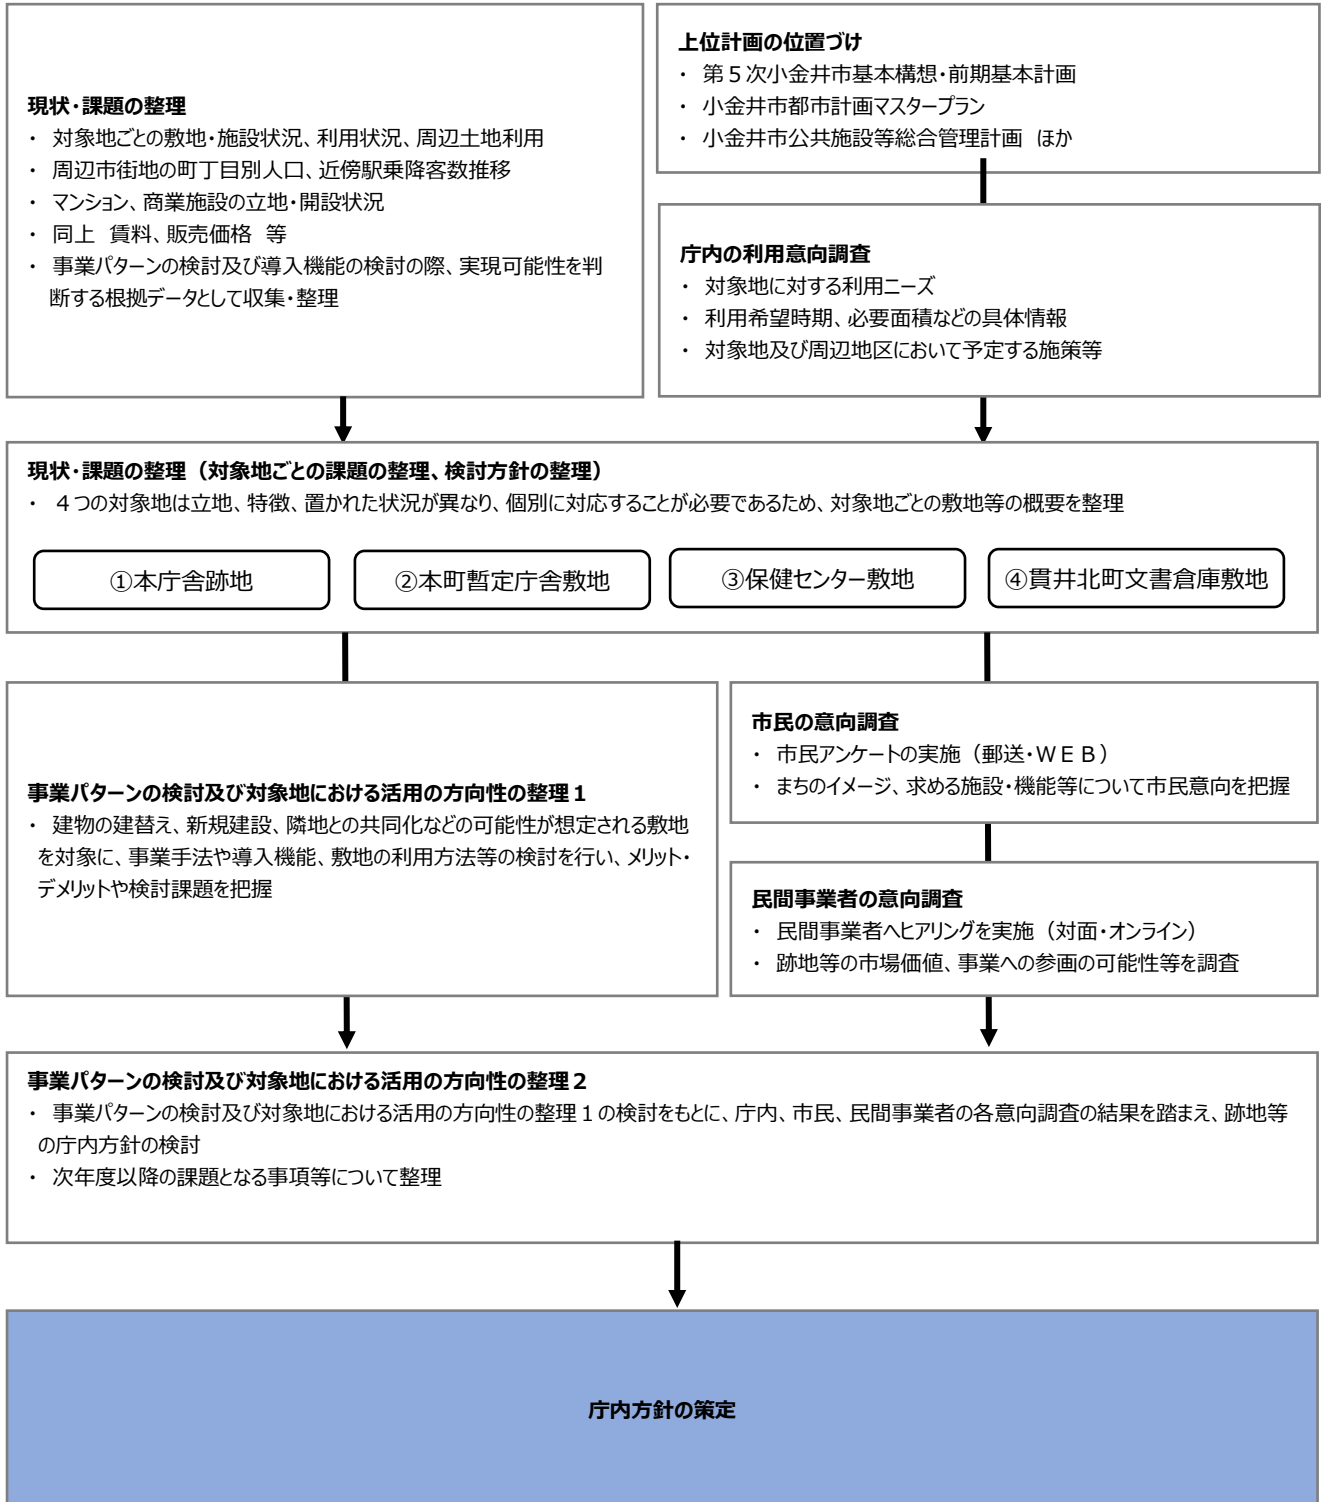 現状・課題の整理
・ 対象地ごとの敷地・施設状況、利用状況、周辺土地利用
・ 周辺市街地の町丁目別人口、近傍駅乗降客数推移
・ マンション、商業施設の立地・開設状況
・ 同上 賃料、販売価格 等
・ 事業パターンの検討及び導入機能の検討の際、実現可能性を判
断する根拠データとして収集・整理
上位計画の位置づけ
・ 第５次小金井市基本構想・前期基本計画
・ 小金井市都市計画マスタープラン
・ 小金井市公共施設等総合管理計画 ほか
庁内の利用意向調査
・ 対象地に対する利用ニーズ
・ 利用希望時期、必要面積などの具体情報
・ 対象地及び周辺地区において予定する施策等
現状・課題の整理（対象地ごとの課題の整理、検討方針の整理）
・ ４つの対象地は立地、特徴、置かれた状況が異なり、個別に対応することが必要であるため、対象地ごとの敷地等の概要を整理
①本庁舎跡地
②本町暫定庁舎敷地
③保健センター敷地
④貫井北町文書倉庫敷地
事業パターンの検討及び対象地における活用の方向性の整理１
・ 建物の建替え、新規建設、隣地との共同化などの可能性が想定される敷地
を対象に、事業手法や導入機能、敷地の利用方法等の検討を行い、メリット・
デメリットや検討課題を把握
市民の意向調査
・ 市民アンケートの実施（郵送・ＷＥＢ）
・ まちのイメージ、求める施設・機能等について市民意向を把握
民間事業者の意向調査
・ 民間事業者へヒアリングを実施（対面・オンライン）
・ 跡地等の市場価値、事業への参画の可能性等を調査
事業パターンの検討及び対象地における活用の方向性の整理２
・ 事業パターンの検討及び対象地における活用の方向性の整理１の検討をもとに、庁内、市民、民間事業者の各意向調査の結果を踏まえ、跡地等
の庁内方針の検討
・ 次年度以降の課題となる事項等について整理
庁内方針の策定